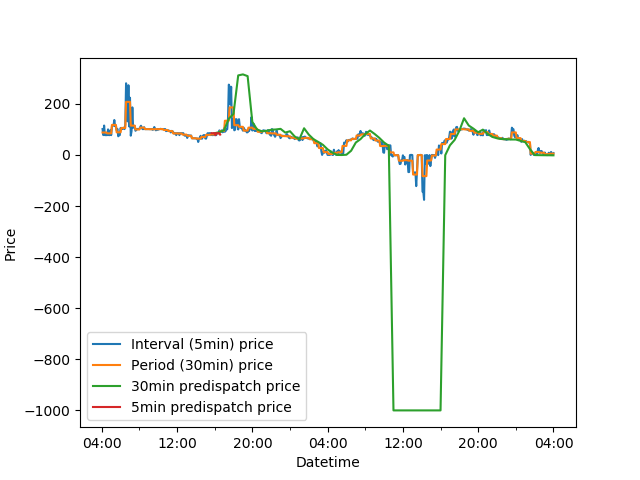 200
0
−200
−400
−600
−800
−1000
Price
Interval (5min) price
Period (30min) price
30min predispatch price
5min predispatch price
04:00 12:00 20:00 04:00 12:00 20:00 04:00
Datetime